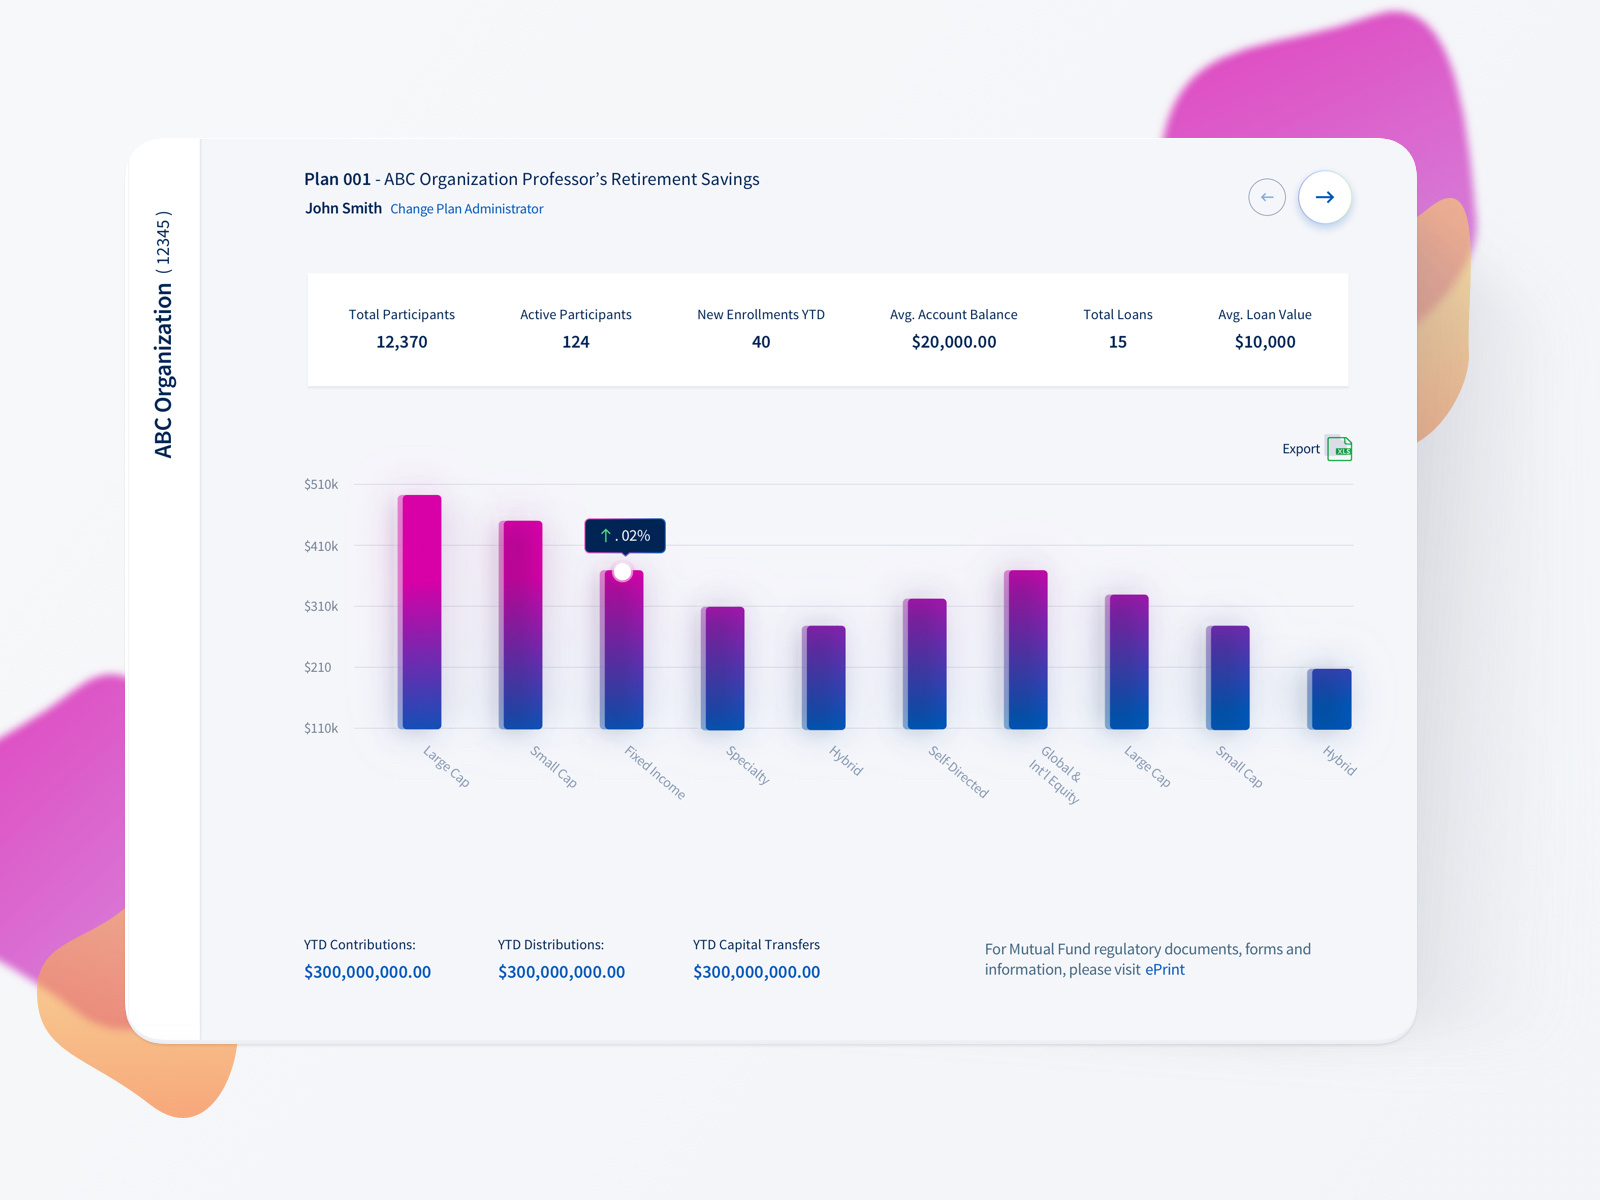 ABC Organization ( 12345 )
Plan 001 - ABC Organization Professor’s Retirement Savings
John Smith Change Plan Administrator
Total Participants Active Participants New Enrollments YTD Avg. Account Balance Total Loans Avg. Loan Value
12,370 124 40 $20,000.00 15 $10,000
Export XLS
$510k
. 02%
$410k
$310k
$210
$110k
Large Cap
Small Cap
Fixed Income
Specialty
Hybrid
Self-Directed
Global &
Int'l Equity
Large Cap
Small Cap
Hybrid
YTD Contributions: YTD Distributions: YTD Capital Transfers
$300,000,000.00 $300,000,000.00 $300,000,000.00
For Mutual Fund regulatory documents, forms and
information, please visit ePrint